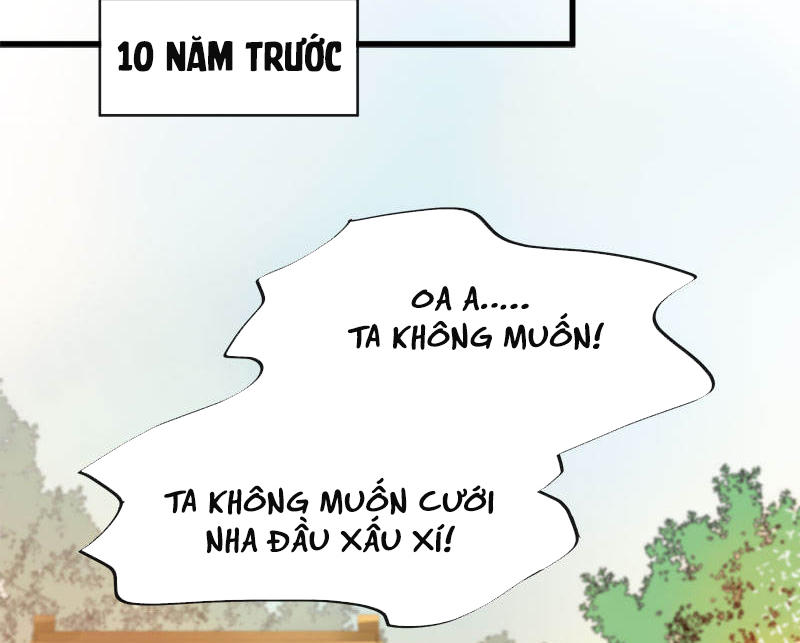 10 NĂM TRƯỚC
OA A.....
TA KHÔNG MUỐN!
TA KHÔNG MUỐN CƯỚI
NHA ĐẦU XẤU XÍ!